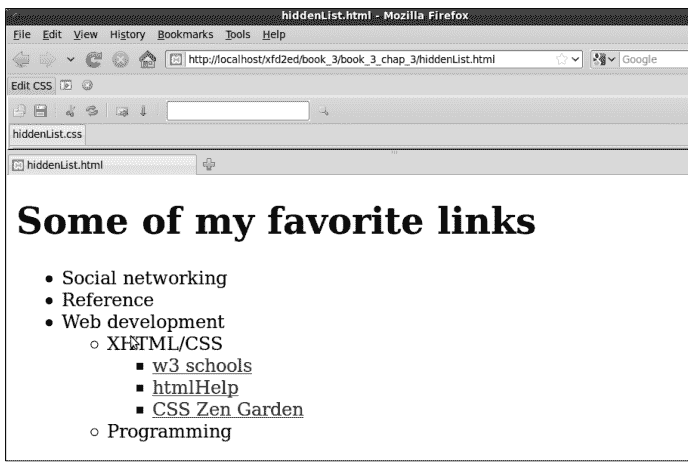 hiddenList.html - Mozilla Firefox
File Edit View History Bookmarks Tools Help
http://localhost/xfd2ed/book_3/book_3_chap_3/hiddenList.html Google
Edit CSS
hiddenList.css
hiddenList.html
Some of my favorite links
Social networking
Reference
Web development
XHTML/CSS
w3 schools
htmlHelp
CSS Zen Garden
Programming